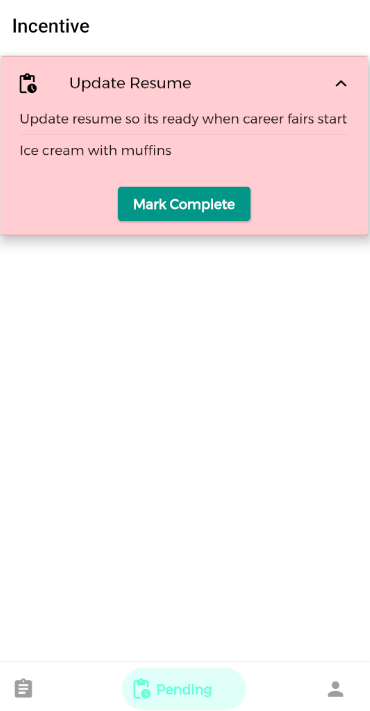 Incentive
Update Resume
Update resume so its ready when career fairs start
Ice cream with muffins
Mark Complete
Pending